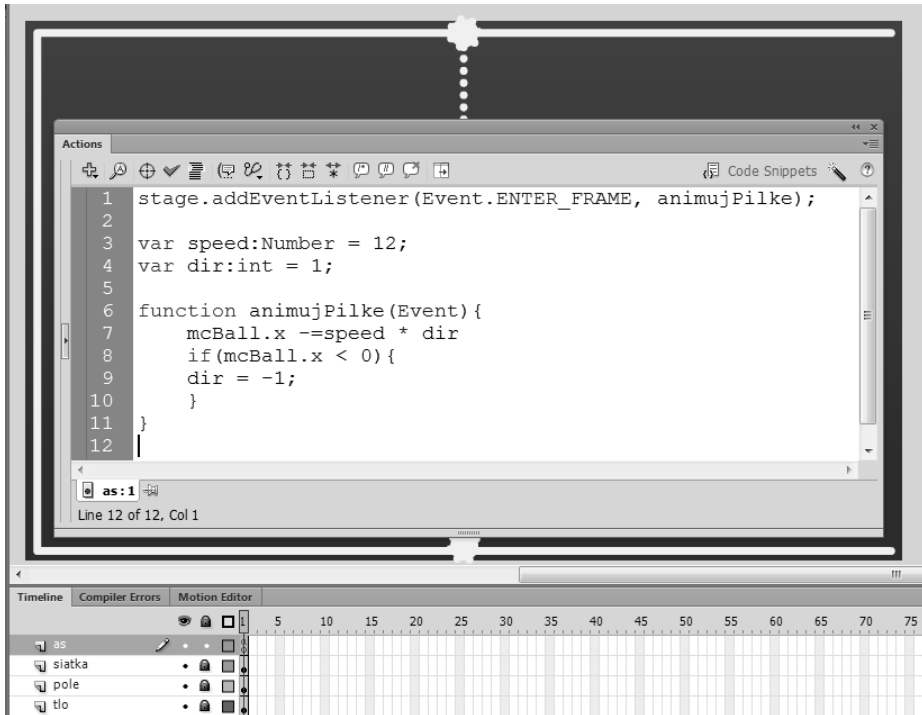 Actions
Code Snippets
1 stage.addEventListener(Event.ENTER_FRAME, animujPilke);
2
3 var speed:Number = 12;
4 var dir:int = 1;
5
6 function animujPilke(Event){
7 mcBall.x -=speed * dir
8 if(mcBall.x < 0){
9 dir = -1;
10 }
11 }
12
as:1
Line 12 of 12, Col 1
Timeline Compiler Errors Motion Editor
1 5 10 15 20 25 30 35 40 45 50 55 60 65 70 75
as
siatka
pole
tlo